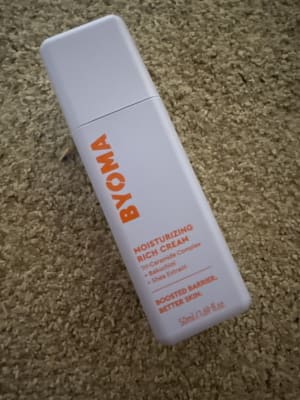 BYOMA
MOISTURIZING
RICH CREAM
Tri-Ceramide Complex
+ Bakuchiol
+ Shea Extract
BOOSTED BARRIER.
BETTER SKIN.
50ml/1.69 fl.oz